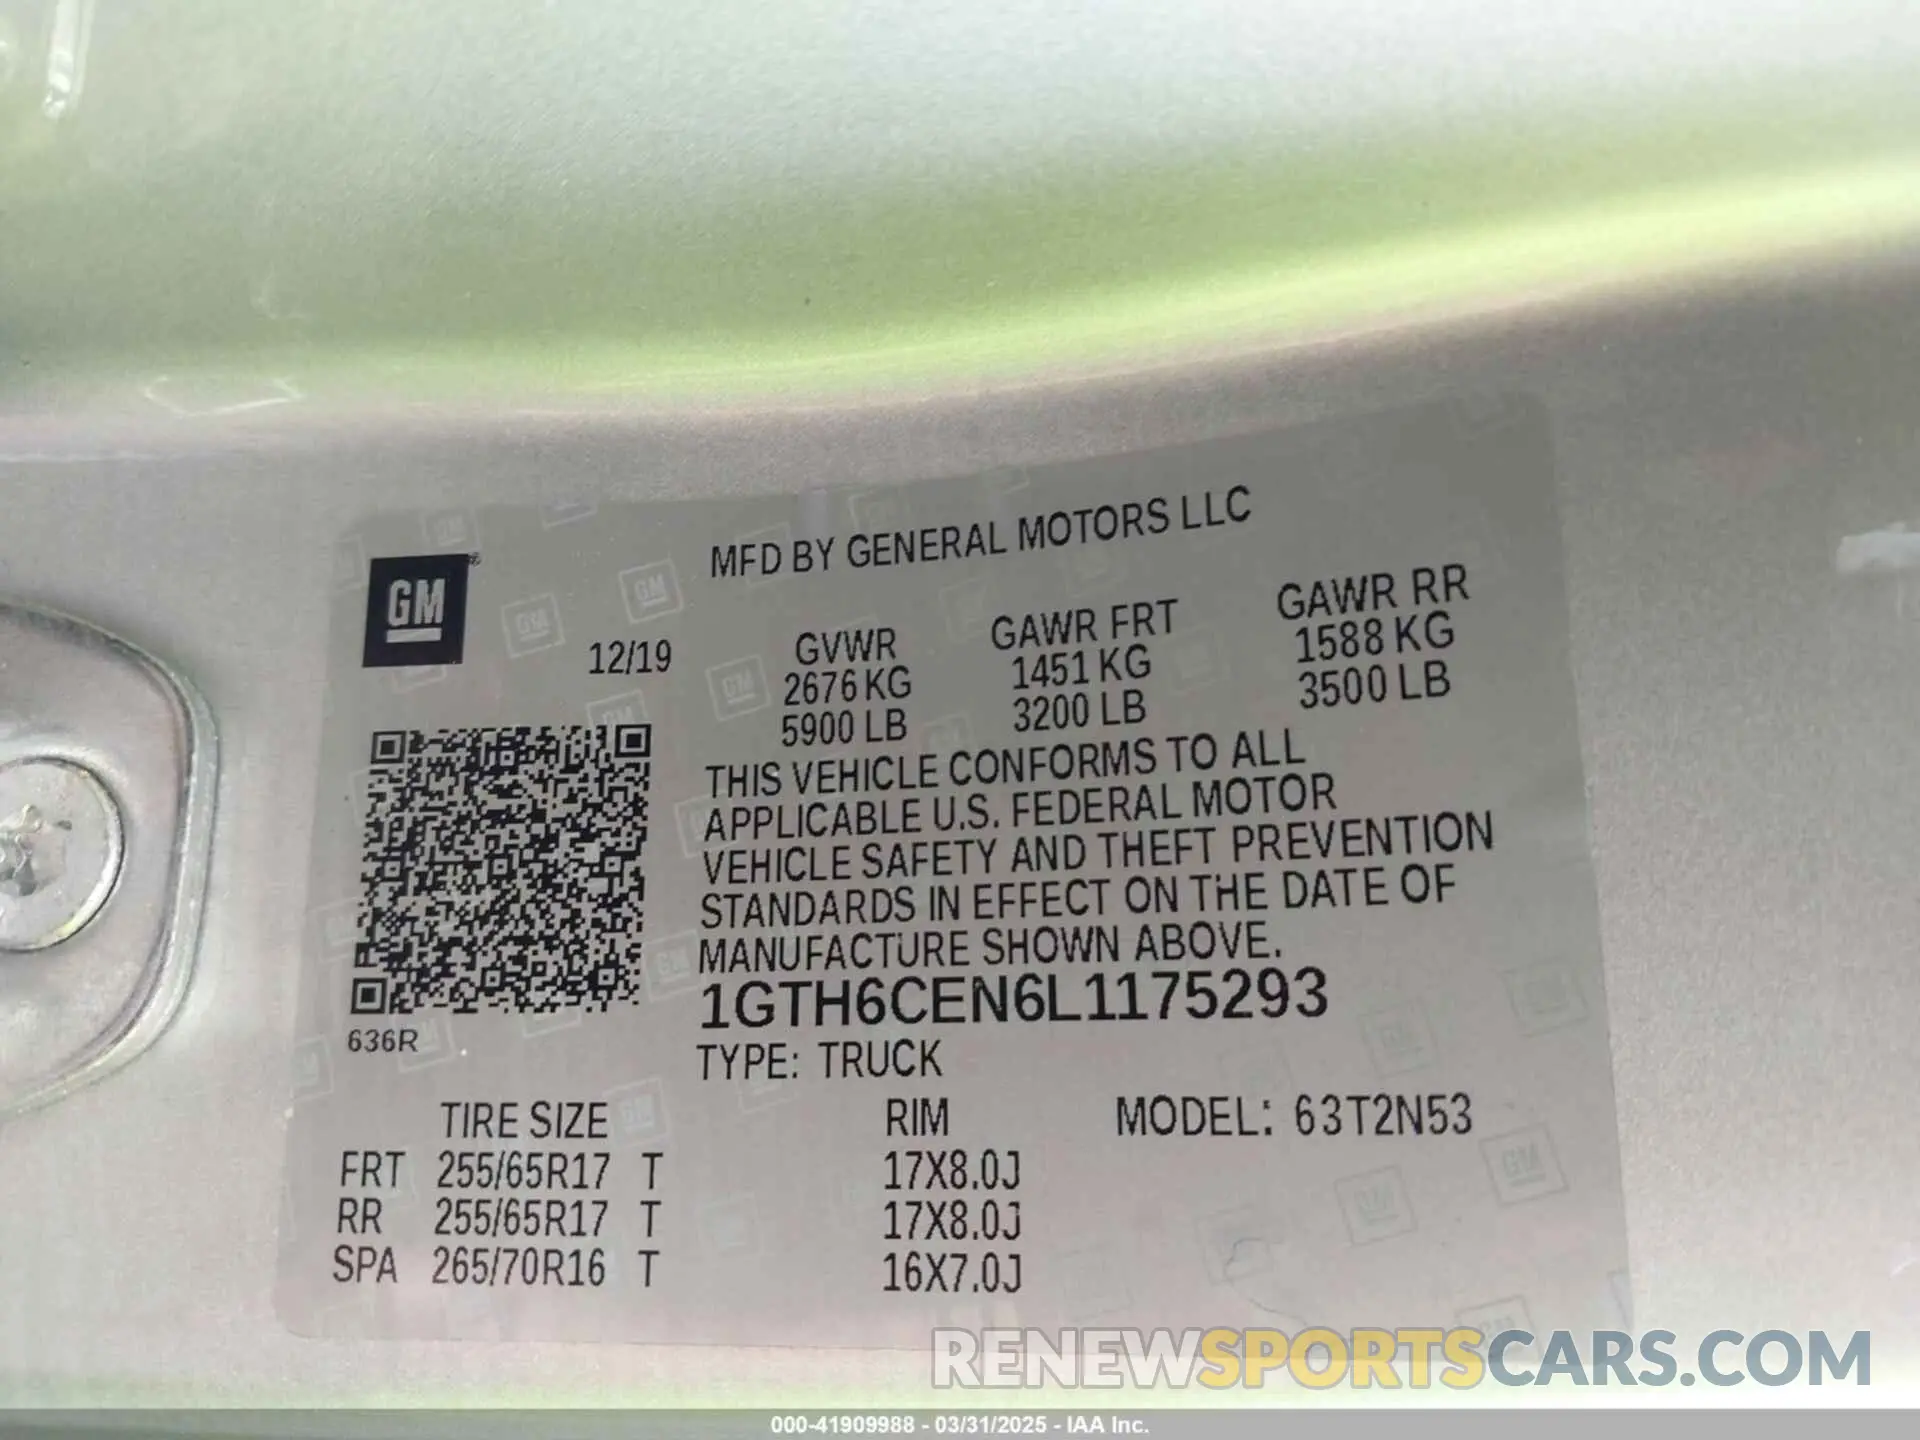 MFD BY GENERAL MOTORS LLC
GM®
12/19
GVWR
2676 KG
5900 LB
GAWR FRT
1451 KG
3200 LB
GAWR RR
1588 KG
3500 LB
THIS VEHICLE CONFORMS TO ALL
APPLICABLE U.S. FEDERAL MOTOR
VEHICLE SAFETY AND THEFT PREVENTION
STANDARDS IN EFFECT ON THE DATE OF
MANUFACTURE SHOWN ABOVE.
1GTH6CEN6L1175293
636R
TYPE: TRUCK
TIRE SIZE RIM MODEL: 63T2N53
FRT 255/65R17 T 17X8.0J
RR 255/65R17 T 17X8.0J
SPA 265/70R16 T 16X7.0J
RENEWSPORTSCARS.COM
000-41909988 - 03/31/2025 - IAA Inc.